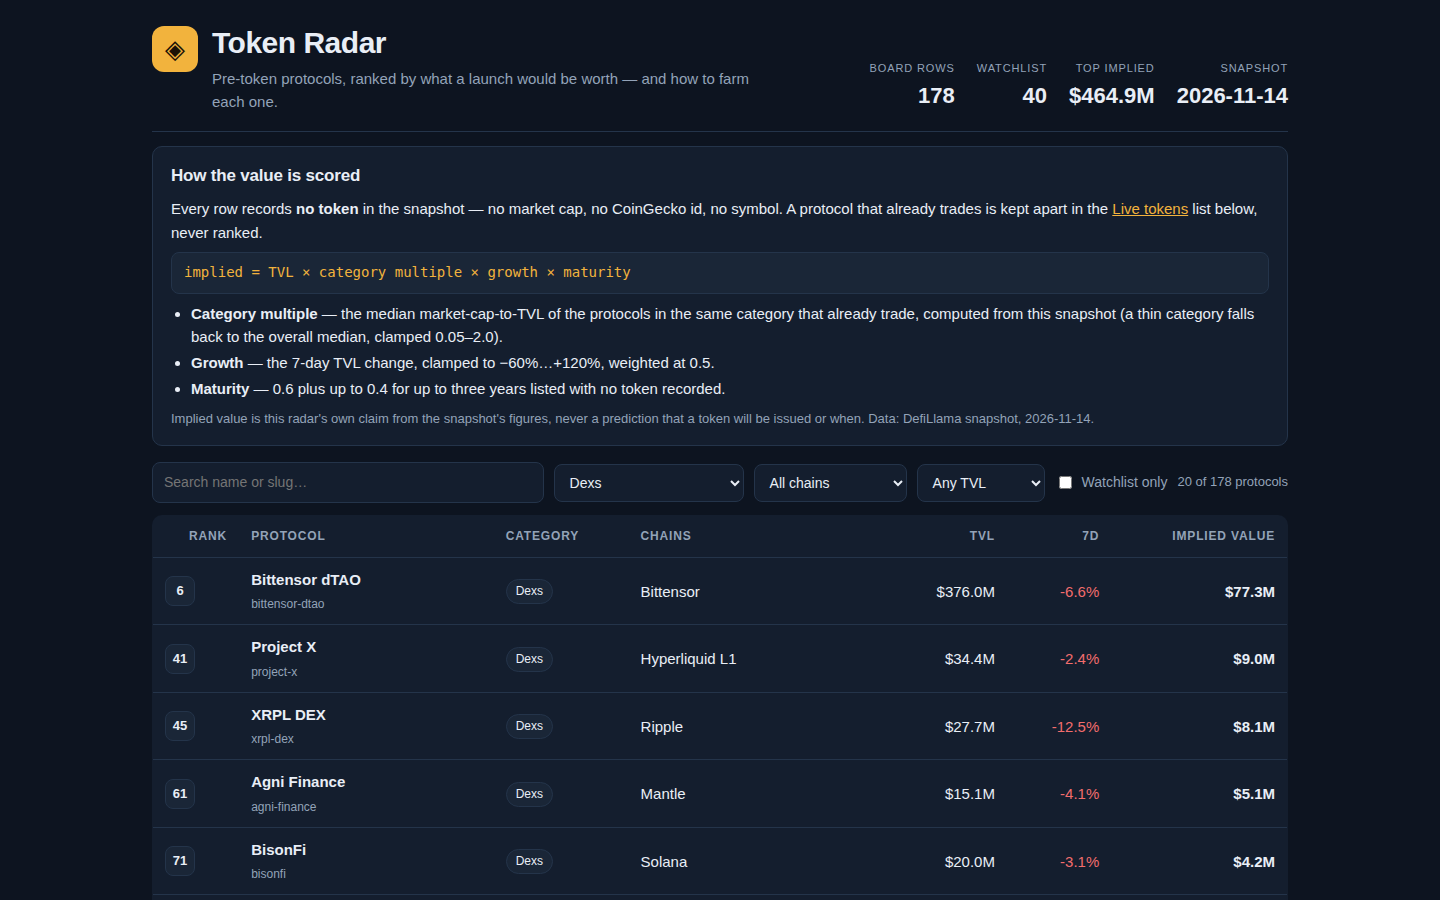 Token Radar
Pre-token protocols, ranked by what a launch would be worth — and how to farm
each one.
BOARD ROWS WATCHLIST TOP IMPLIED SNAPSHOT
178 40 $464.9M 2026-11-14
How the value is scored
Every row records no token in the snapshot — no market cap, no CoinGecko id, no symbol. A protocol that already trades is kept apart in the Live tokens list below,
never ranked.
implied = TVL × category multiple × growth × maturity
• Category multiple — the median market-cap-to-TVL of the protocols in the same category that already trade, computed from this snapshot (a thin category falls
back to the overall median, clamped 0.05–2.0).
• Growth — the 7-day TVL change, clamped to −60%…+120%, weighted at 0.5.
• Maturity — 0.6 plus up to 0.4 for up to three years listed with no token recorded.
Implied value is this radar's own claim from the snapshot's figures, never a prediction that a token will be issued or when. Data: DefiLlama snapshot, 2026-11-14.
Search name or slug… Dexs All chains Any TVL Watchlist only 20 of 178 protocols
RANK PROTOCOL CATEGORY CHAINS TVL 7D IMPLIED VALUE
6 Bittensor dTAO Dexs Bittensor $376.0M -6.6% $77.3M
bittensor-dtao
41 Project X Dexs Hyperliquid L1 $34.4M -2.4% $9.0M
project-x
45 XRPL DEX Dexs Ripple $27.7M -12.5% $8.1M
xrpl-dex
61 Agni Finance Dexs Mantle $15.1M -4.1% $5.1M
agni-finance
71 BisonFi Dexs Solana $20.0M -3.1% $4.2M
bisonfi